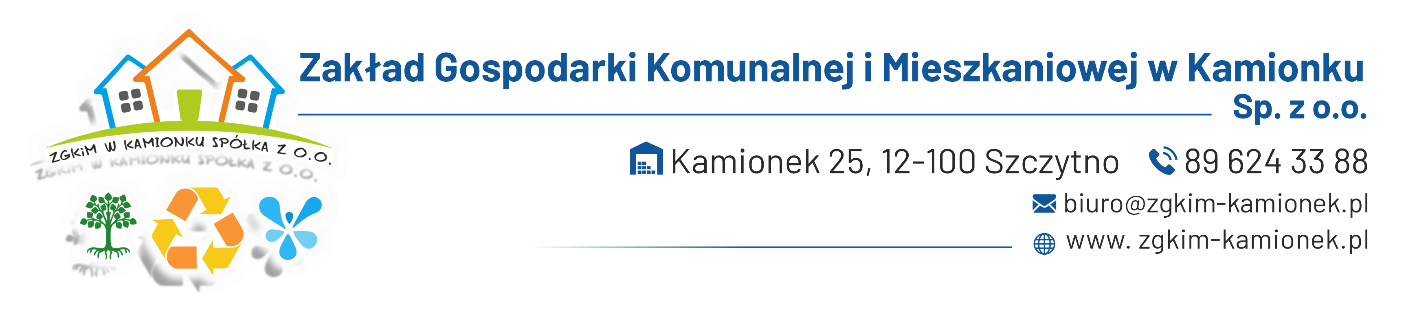 Zakład Gospodarki Komunalnej i Mieszkaniowej w Kamionku
Sp. z o.o.
ZGKiM W KAMIONKU SPÓŁKA Z O.O.
Kamionek 25, 12-100 Szczytno 89 624 33 88
biuro@zgkim-kamionek.pl
www. zgkim-kamionek.pl